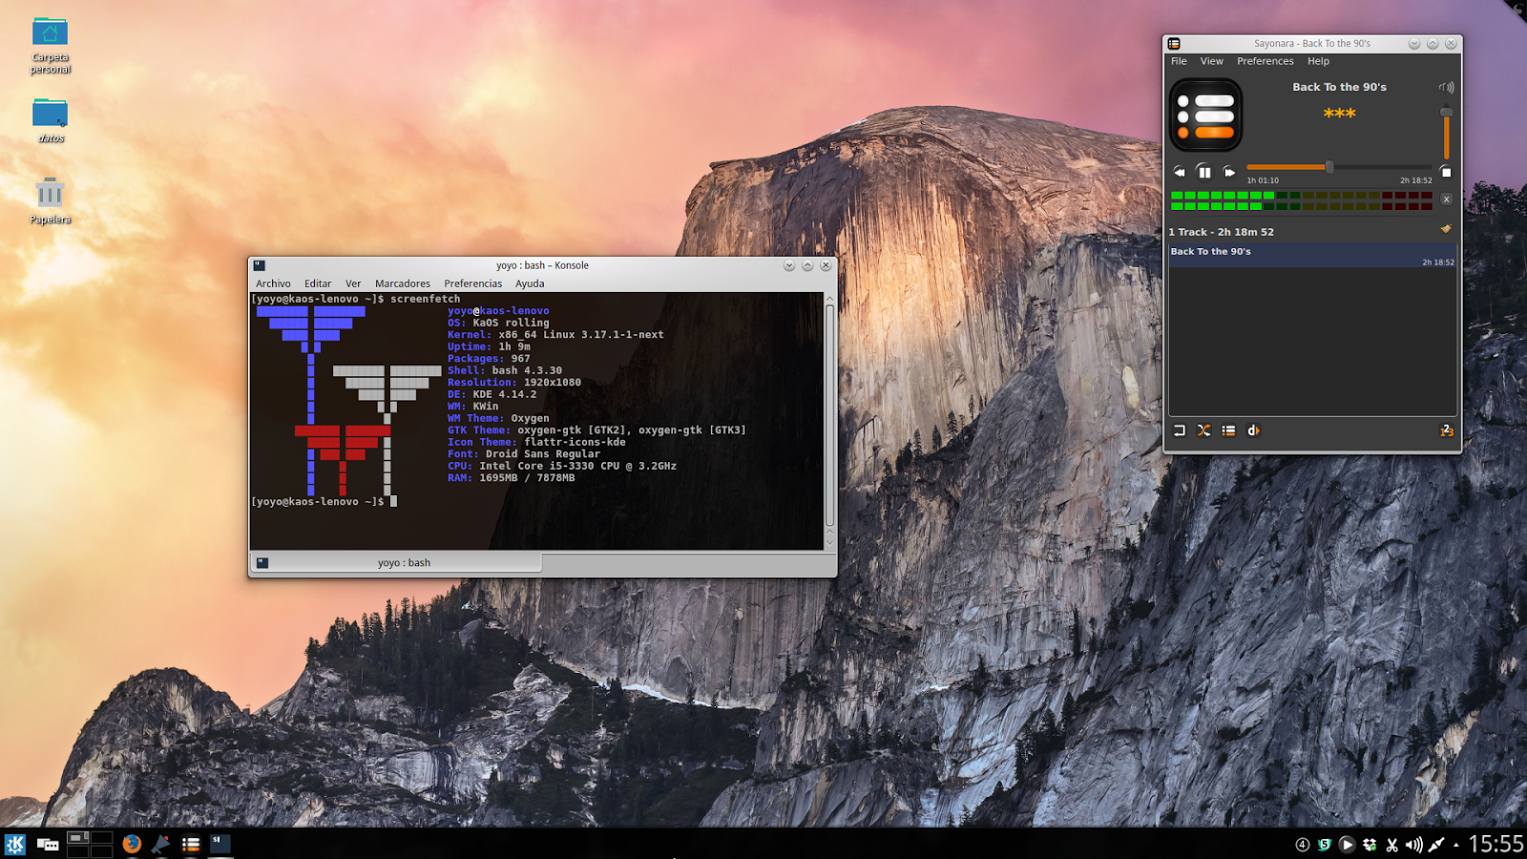 Carpeta
personal
datos
Papelera
Sayonara - Back To the 90's
File View Preferences Help
Back To the 90's
***
1h 01:10 2h 18:52
1 Track - 2h 18m 52
Back To the 90's
2h 18:52
yoyo : bash – Konsole
Archivo Editar Ver Marcadores Preferencias Ayuda
[yoyo@kaos-lenovo ~]$ screenfetch
yoyo@kaos-lenovo
OS: KaOS rolling
Kernel: x86_64 Linux 3.17.1-1-next
Uptime: 1h 9m
Packages: 967
Shell: bash 4.3.30
Resolution: 1920x1080
DE: KDE 4.14.2
WM: KWin
WM Theme: Oxygen
GTK Theme: oxygen-gtk [GTK2], oxygen-gtk [GTK3]
Icon Theme: flattr-icons-kde
Font: Droid Sans Regular
CPU: Intel Core i5-3330 CPU @ 3.2GHz
RAM: 1695MB / 7878MB
[yoyo@kaos-lenovo ~]$
yoyo : bash
4
15:55